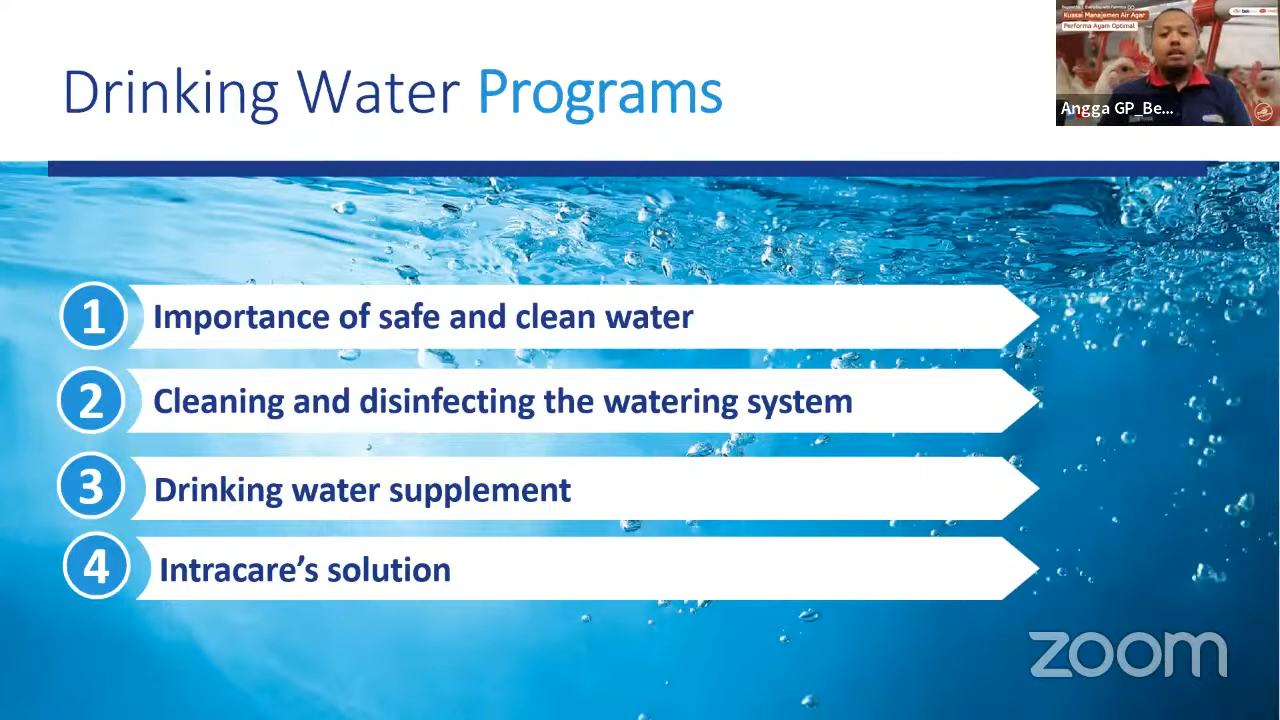 Drinking Water Programs
Kuasai Manajemen Air Agar
Performa Ayam Optimal
Angga GP_Be...
1 Importance of safe and clean water
2 Cleaning and disinfecting the watering system
3 Drinking water supplement
4 Intracare’s solution
zoom